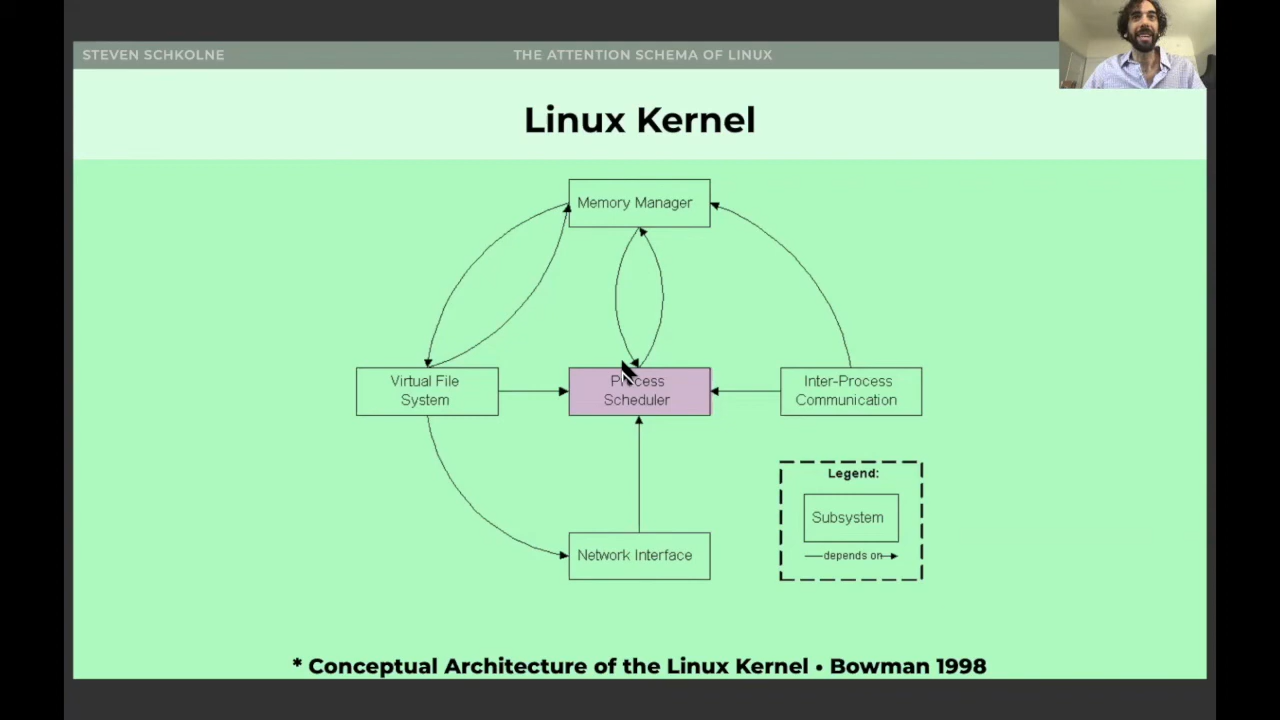 STEVEN SCHKOLNE
THE ATTENTION SCHEMA OF LINUX
Linux Kernel
Memory Manager
Virtual File
System
Process
Scheduler
Inter-Process
Communication
Legend:
Subsystem
depends on
Network Interface
* Conceptual Architecture of the Linux Kernel • Bowman 1998